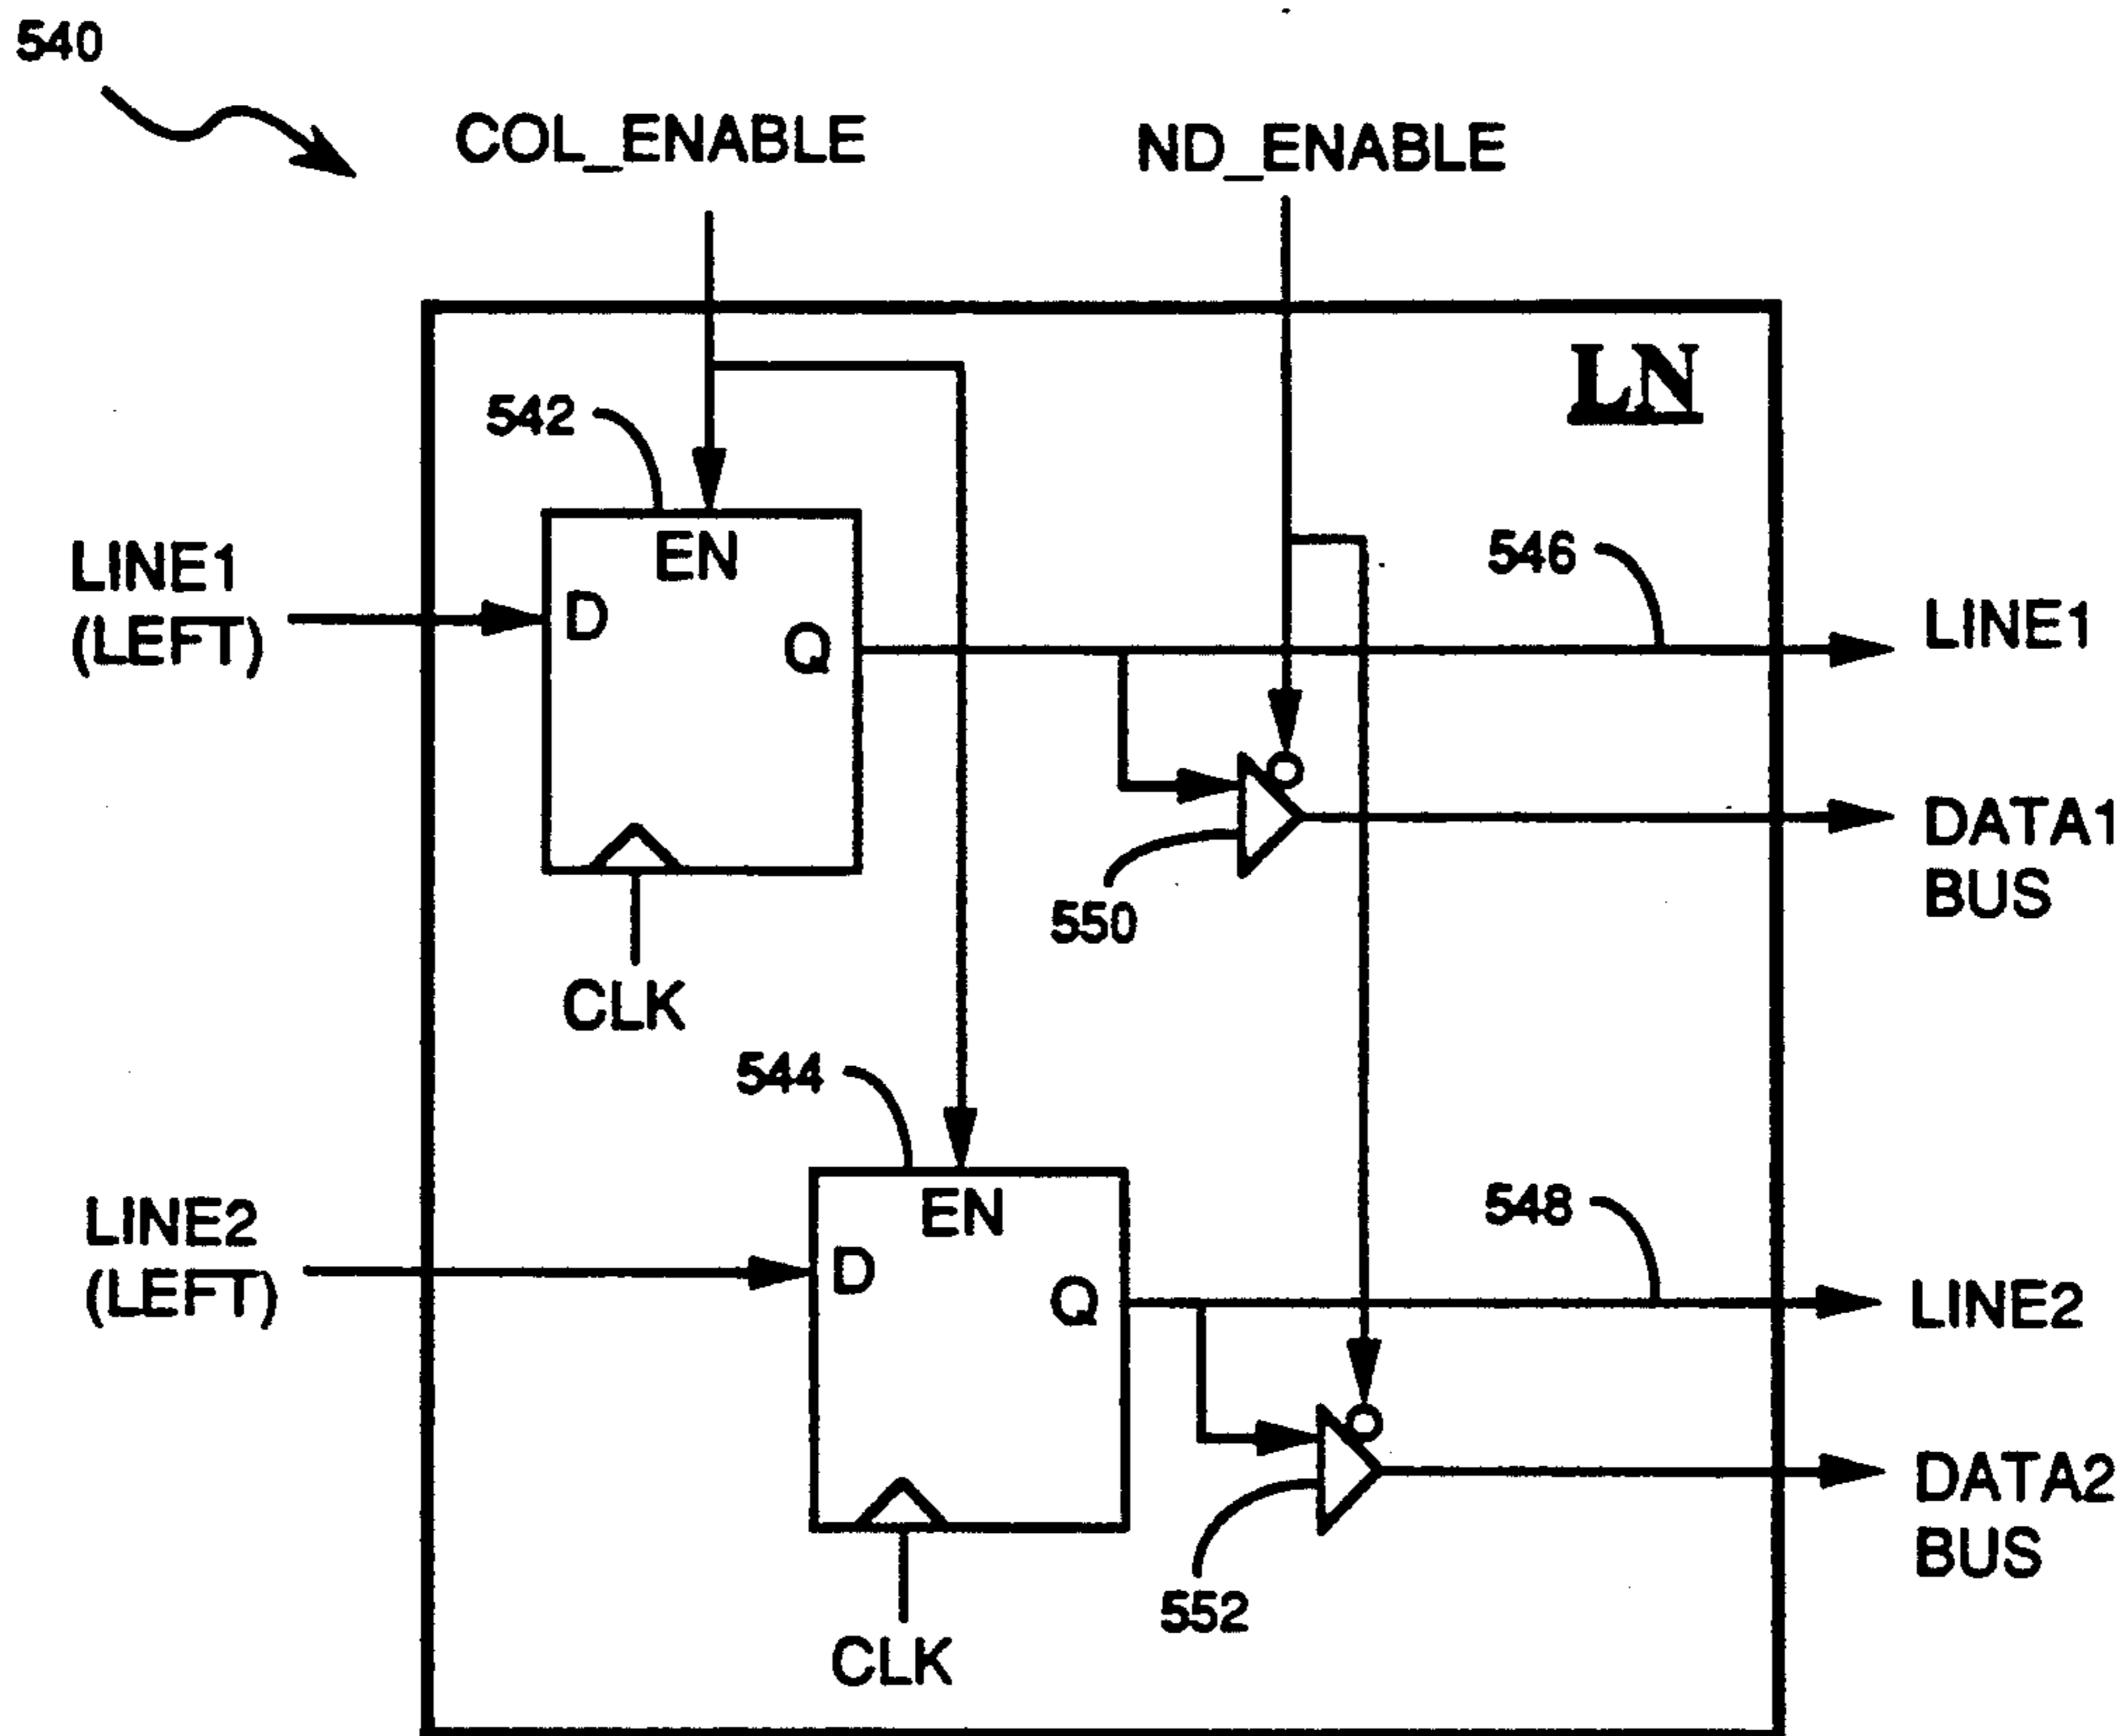 540
COL_ENABLE
ND_ENABLE
LN
542
EN
546
LINE1
(LEFT)
D
Q
LINE1
DATA1
BUS
550
CLK
544
EN
548
LINE2
(LEFT)
D
Q
LINE2
DATA2
BUS
552
CLK